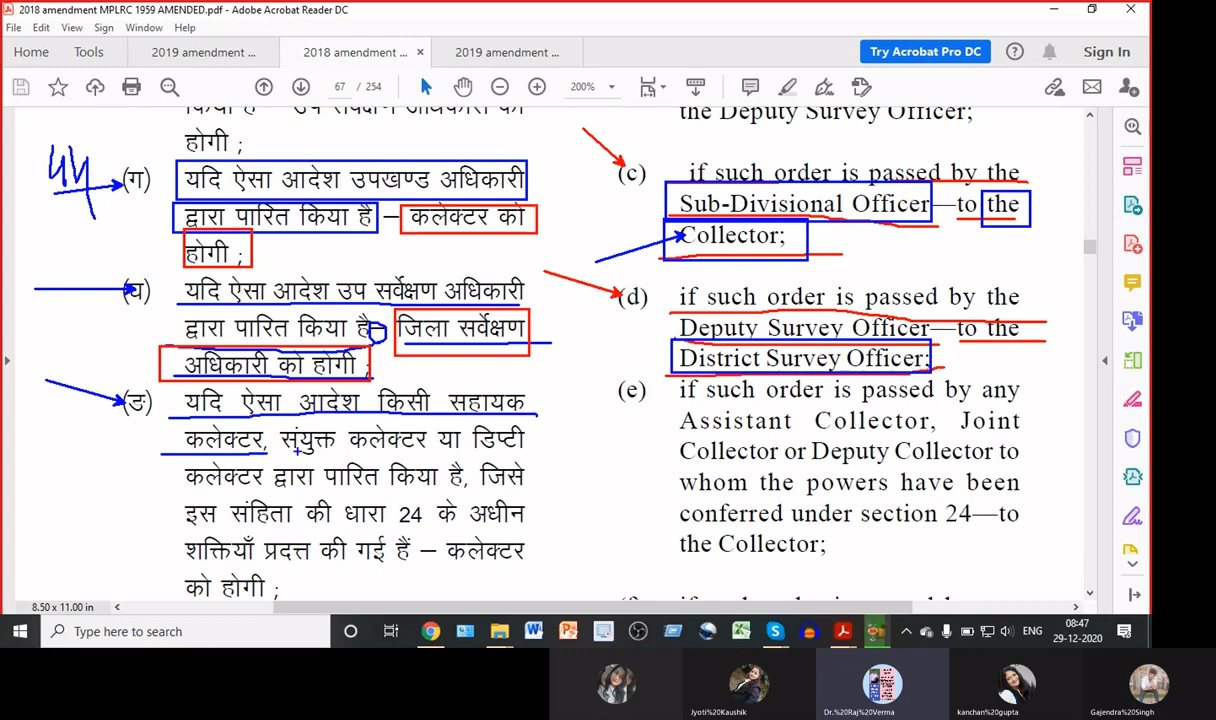 2018 amendment MPLRC 1959 AMENDED.pdf - Adobe Acrobat Reader DC
File Edit View Sign Window Help
Home Tools 2019 amendment ... 2018 amendment ... × 2019 amendment ... Try Acrobat Pro DC Sign In
67 / 254 200%
किया है – उप सर्वेक्षण अधिकारी को
होगी ;
44
(ग) यदि ऐसा आदेश उपखण्ड अधिकारी
द्वारा पारित किया है – कलेक्टर को
होगी ;
(घ) यदि ऐसा आदेश उप सर्वेक्षण अधिकारी
द्वारा पारित किया है– जिला सर्वेक्षण
अधिकारी को होगी ;
(ङ) यदि ऐसा आदेश किसी सहायक
कलेक्टर, संयुक्त कलेक्टर या डिप्टी
कलेक्टर द्वारा पारित किया है, जिसे
इस संहिता की धारा 24 के अधीन
शक्तियाँ प्रदत्त की गई हैं – कलेक्टर
को होगी ;
the Deputy Survey Officer;
(c) if such order is passed by the
Sub-Divisional Officer—to the
Collector;
(d) if such order is passed by the
Deputy Survey Officer—to the
District Survey Officer;
(e) if such order is passed by any
Assistant Collector, Joint
Collector or Deputy Collector to
whom the powers have been
conferred under section 24—to
the Collector;
8.50 x 11.00 in
Type here to search
ENG
08:47
29-12-2020
Jyoti%20Kaushik Dr.%20Raj%20Verma kanchan%20gupta Gajendra%20Singh